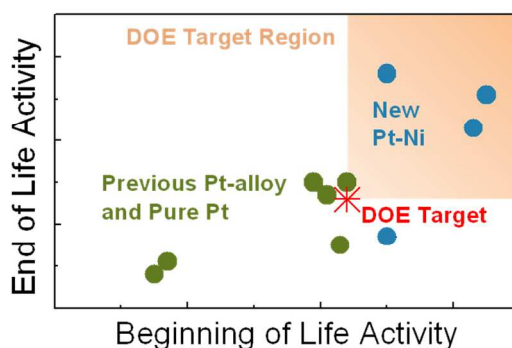 DOE Target Region
New
Pt-Ni
Previous Pt-alloy
and Pure Pt
DOE Target
End of Life Activity
Beginning of Life Activity